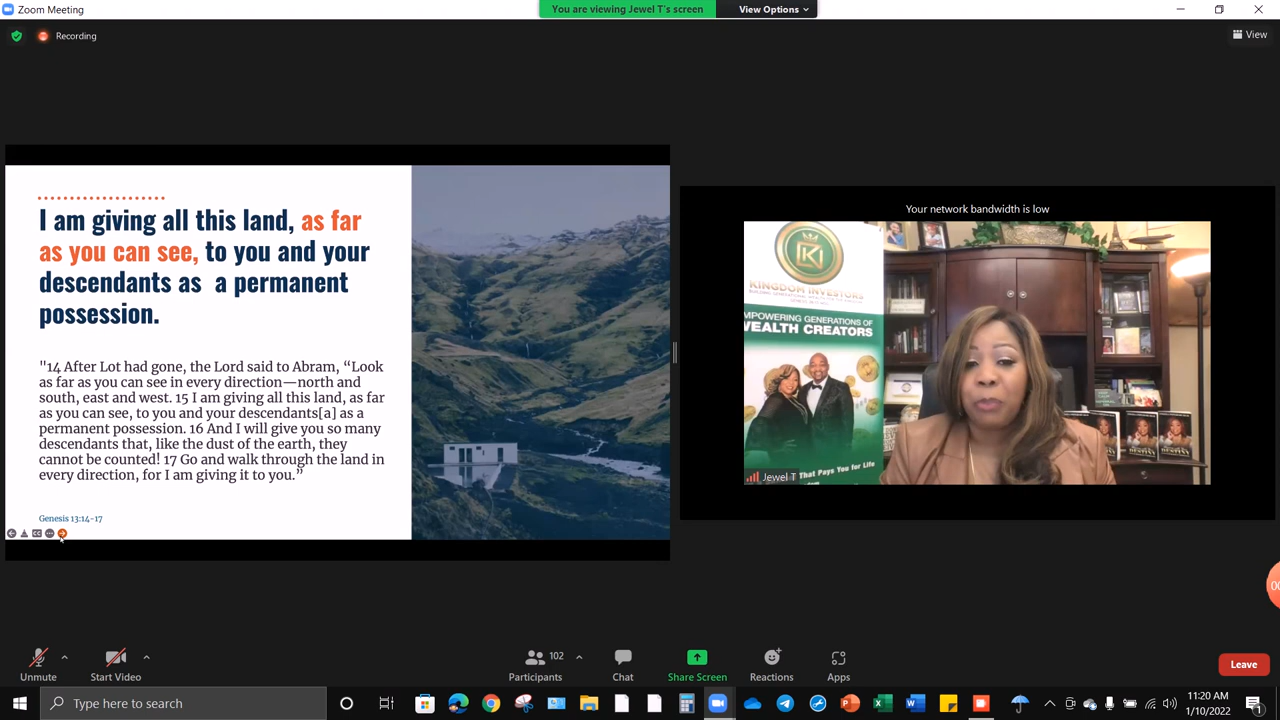 Zoom Meeting
You are viewing Jewel T's screen
View Options
Recording
View
I am giving all this land, as far
as you can see, to you and your
descendants as a permanent
possession.
"14 After Lot had gone, the Lord said to Abram, “Look
as far as you can see in every direction—north and
south, east and west. 15 I am giving all this land, as far
as you can see, to you and your descendants[a] as a
permanent possession. 16 And I will give you so many
descendants that, like the dust of the earth, they
cannot be counted! 17 Go and walk through the land in
every direction, for I am giving it to you.”
Genesis 13:14-17
Your network bandwidth is low
KINGDOM INVESTORS
EMPOWERING GENERATIONS OF
WEALTH CREATORS
That Pays You for Life
Jewel T
Unmute
Start Video
102
Participants
Chat
Share Screen
Reactions
Apps
Leave
Type here to search
11:20 AM
1/10/2022